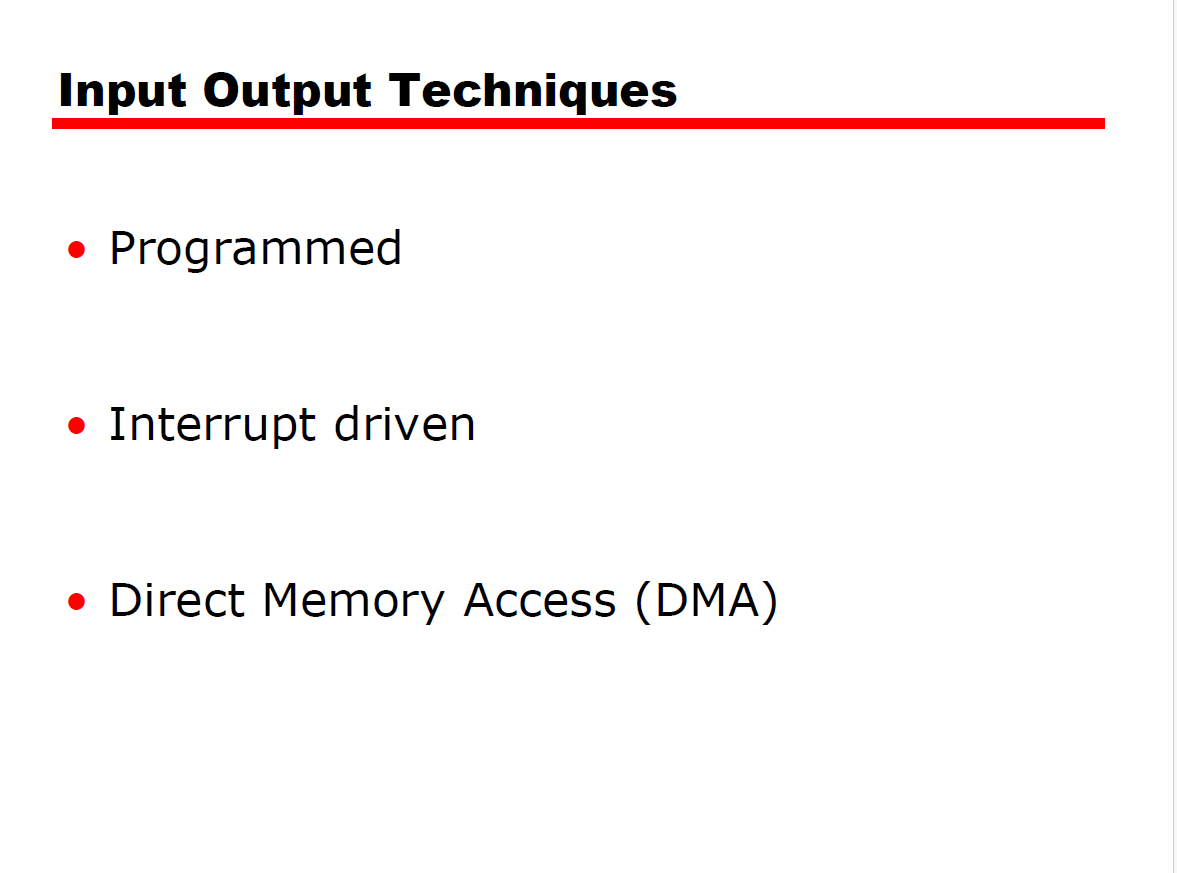 Input Output Techniques
• Programmed
• Interrupt driven
• Direct Memory Access (DMA)